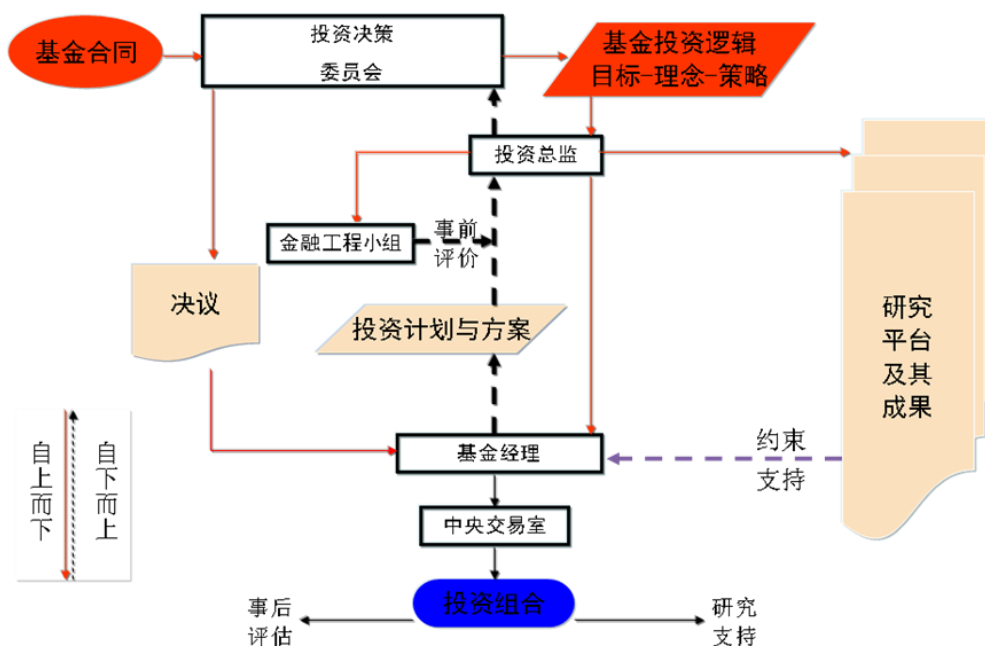 基金合同
投资决策
委员会
基金投资逻辑
目标-理念-策略
投资总监
金融工程小组
事前
评价
决议
投资计划与方案
研究
平台
及其
成果
自上而下
自下而上
基金经理
约束
支持
中央交易室
投资组合
事后
评估
研究
支持